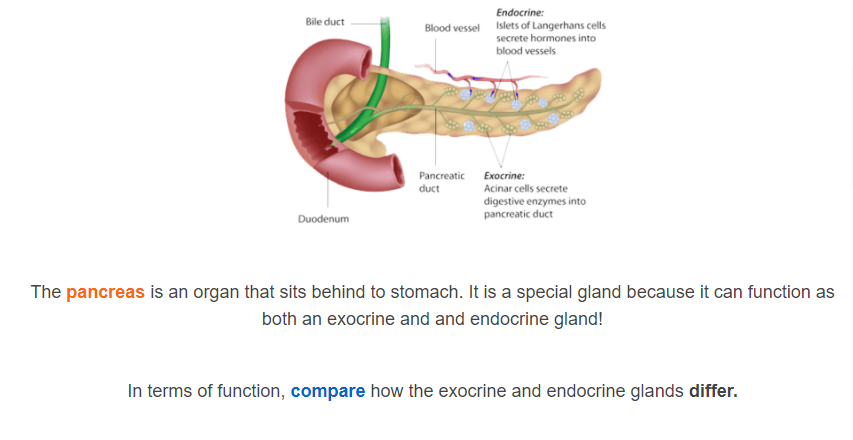 Bile duct
Blood vessel
Endocrine:
Islets of Langerhans cells
secrete hormones into
blood vessels
Pancreatic
duct
Exocrine:
Acinar cells secrete
digestive enzymes into
pancreatic duct
Duodenum
The pancreas is an organ that sits behind to stomach. It is a special gland because it can function as
both an exocrine and and endocrine gland!
In terms of function, compare how the exocrine and endocrine glands differ.